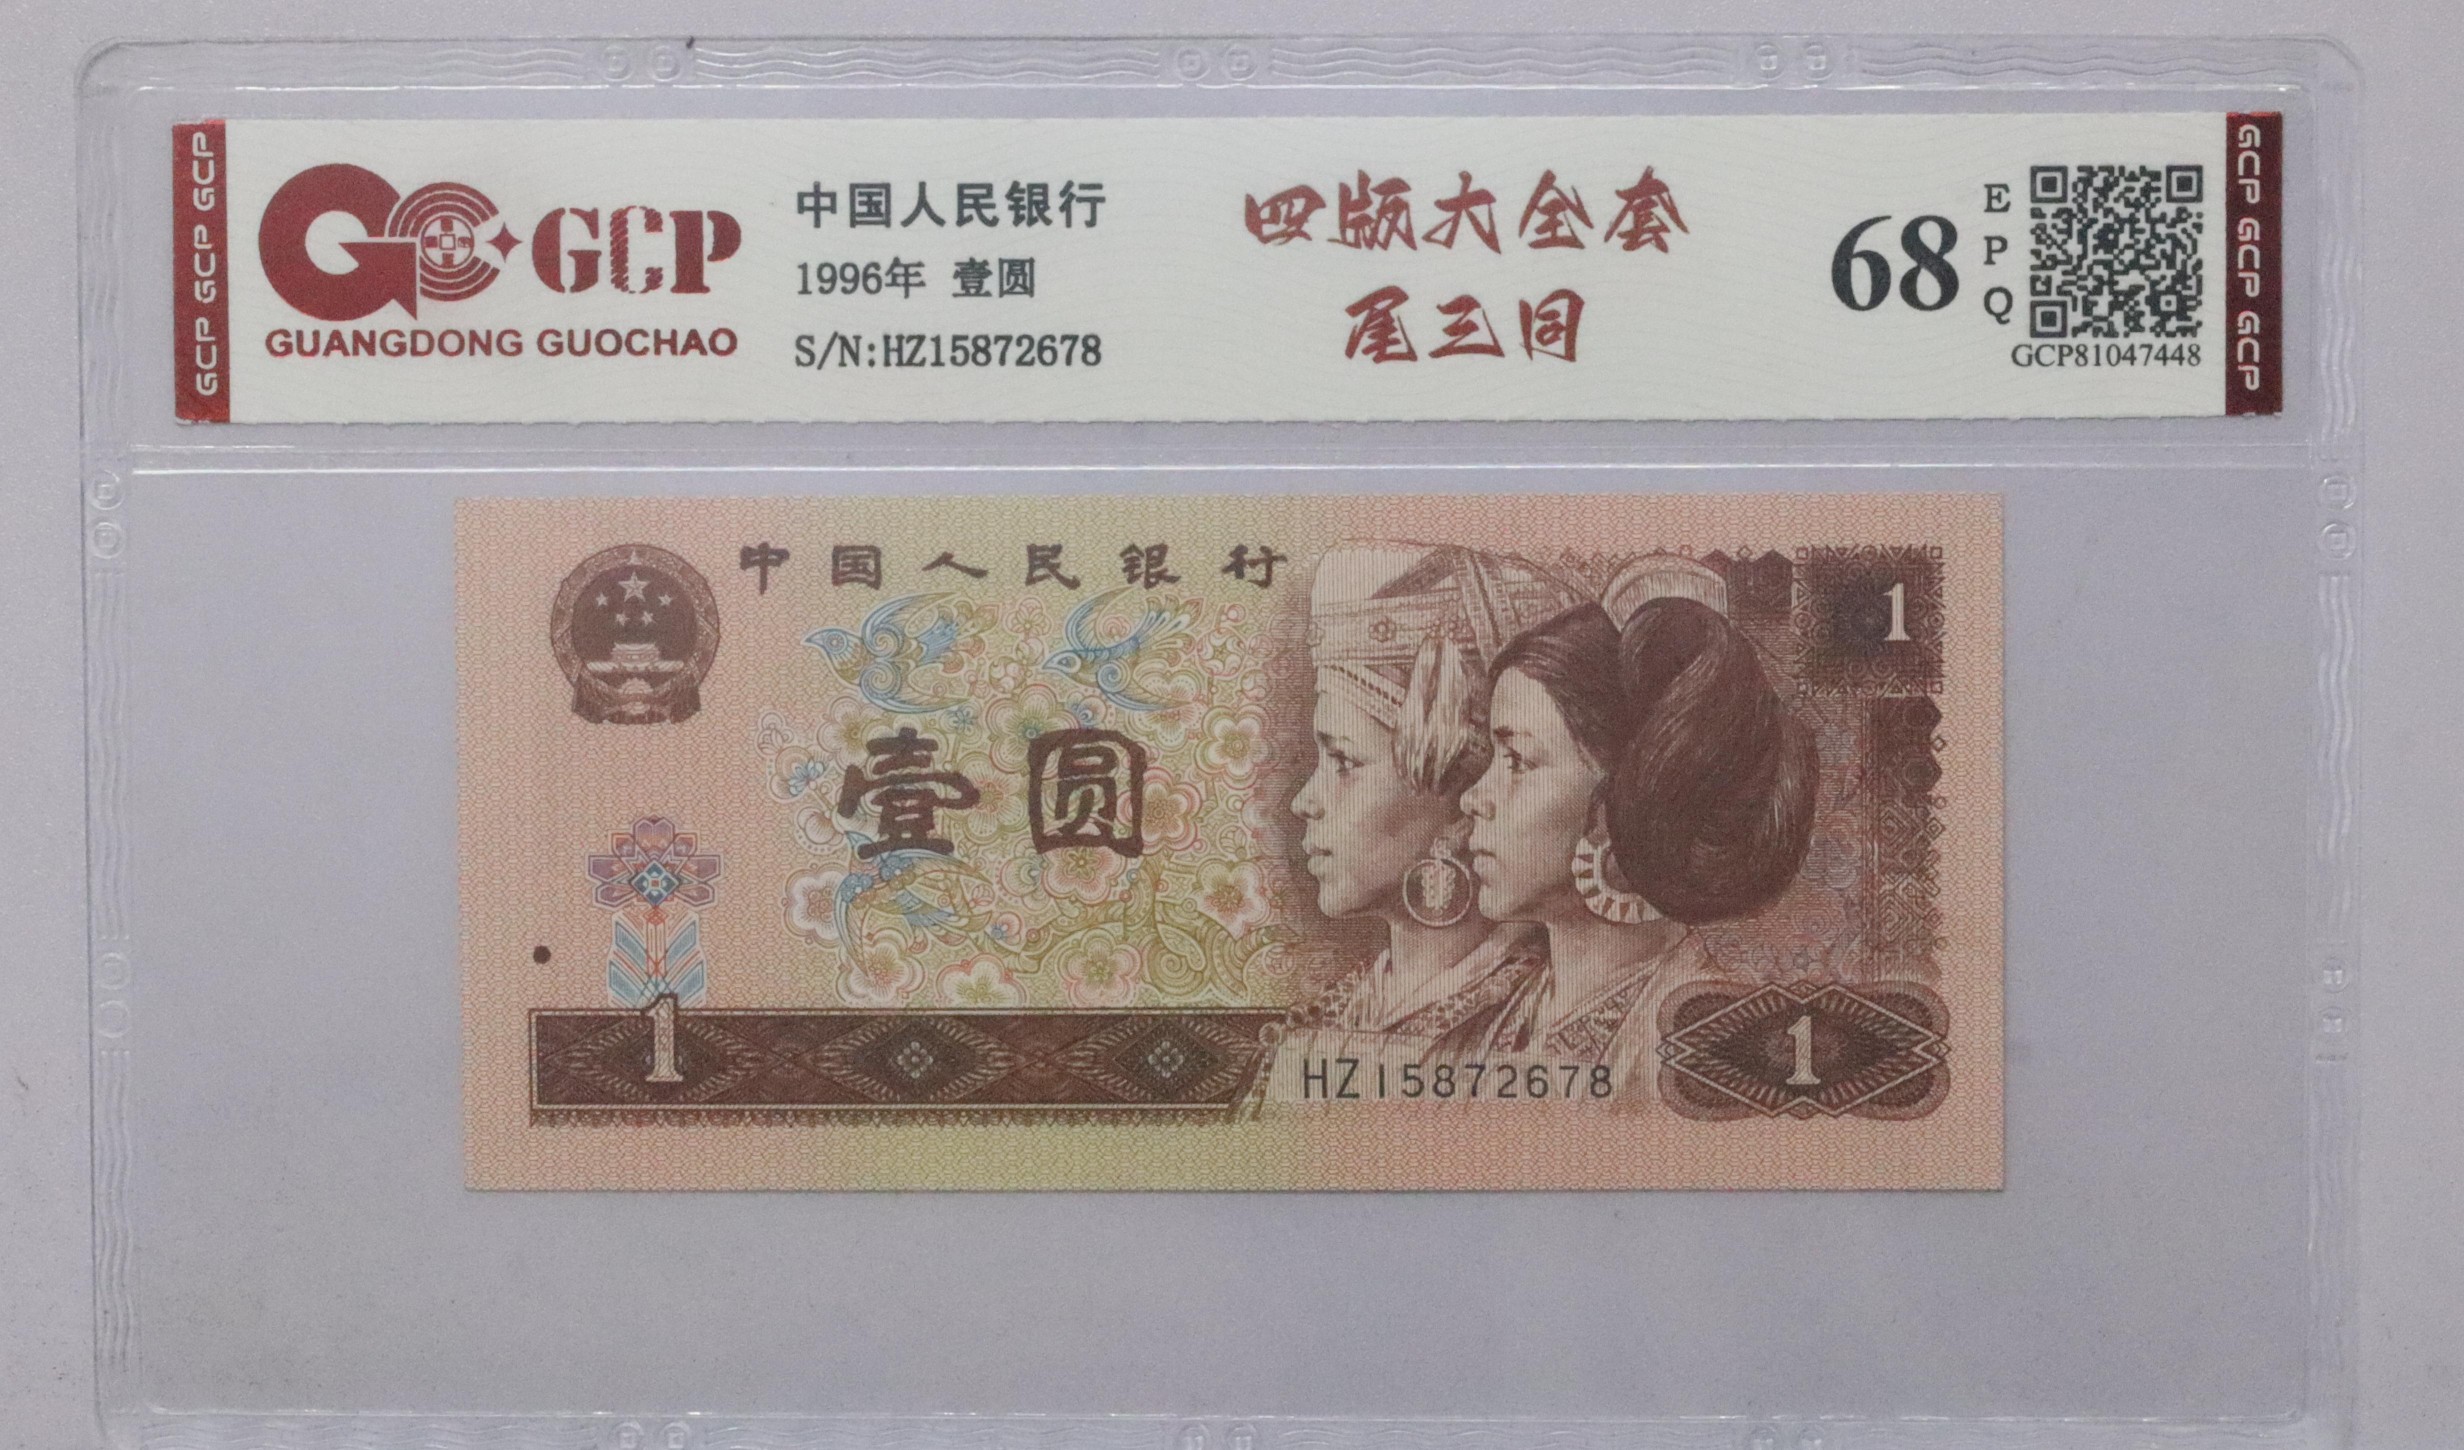 GCP GCP GCP
GCP
GUANGDONG GUOCHAO
中国人民银行
1996年 壹圆
S/N:HZ15872678
四版大全套
尾三同
68
E
P
Q
GCP81047448
GCP GCP GCP
中国人民银行
1
壹圆
1
HZ15872678
1